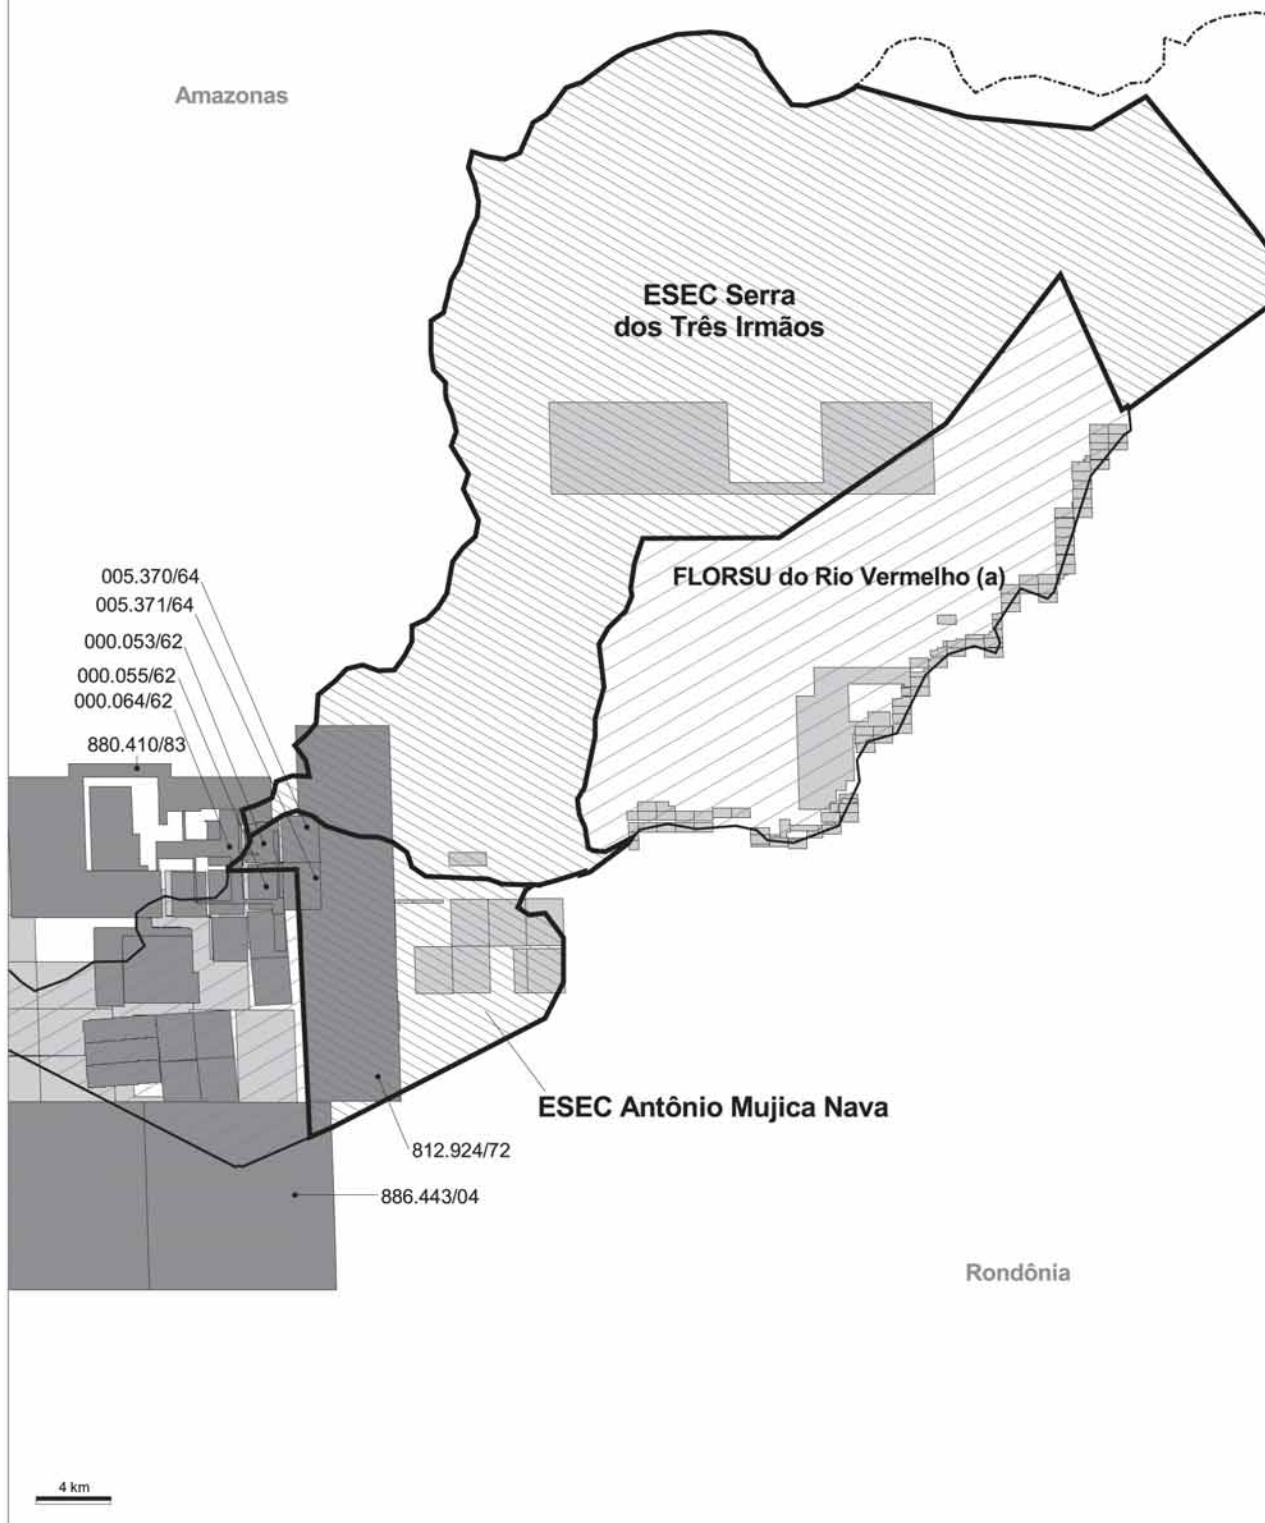 Amazonas
ESEC Serra
dos Três Irmãos
FLORSU do Rio Vermelho (a)
005.370/64
005.371/64
000.053/62
000.055/62
000.064/62
880.410/83
ESEC Antônio Mujica Nava
812.924/72
886.443/04
Rondônia
4 km